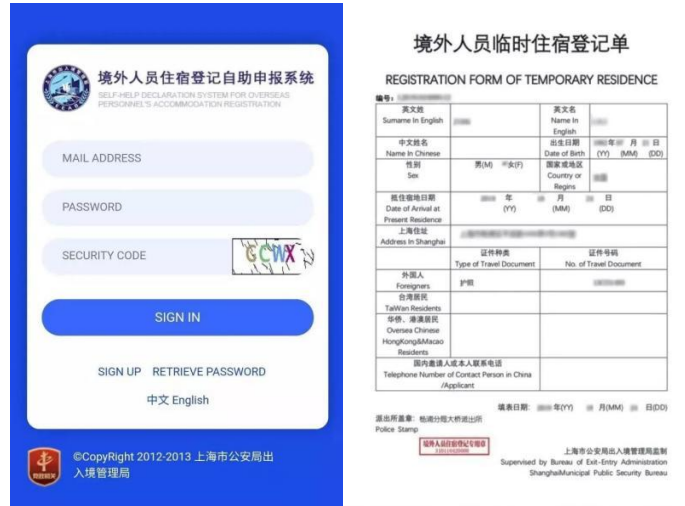 境外人员住宿登记自助申报系统
SELF-HELP DECLARATION SYSTEM FOR OVERSEAS
PERSONNEL'S ACCOMMODATION REGISTRATION
MAIL ADDRESS
PASSWORD
SECURITY CODE
GCWX
SIGN IN
SIGN UP RETRIEVE PASSWORD
中文 English
©CopyRight 2012-2013 上海市公安局出
入境管理局
境外人员临时住宿登记单
REGISTRATION FORM OF TEMPORARY RESIDENCE
编号:
英文姓
Surname In English
英文名
Name In
English
中文姓名
Name In Chinese
出生日期
Date of Birth
年 月 日
(YY) (MM) (DD)
性别
Sex
男(M) 女(F)
国家或地区
Country or
Regins
抵住宿地日期
Date of Arrival at
Present Residence
年 月 日
(YY) (MM) (DD)
上海住址
Address In Shanghai
证件种类
Type of Travel Document
证件号码
No. of Travel Document
外国人
Foreigners
护照
台湾居民
TaiWan Residents
华侨、港澳居民
Oversea Chinese
HongKong&Macao
Residents
国内邀请人或本人联系电话
Telephone Number of Contact Person in China
/Applicant
填表日期: 年(YY) 月(MM) 日(DD)
派出所盖章: 杨浦分局大桥派出所
Police Stamp
境外人员住宿登记专用章
上海市公安局出入境管理局监制
Supervised by Bureau of Exit-Entry Administration
ShanghaiMunicipal Public Security Bureau